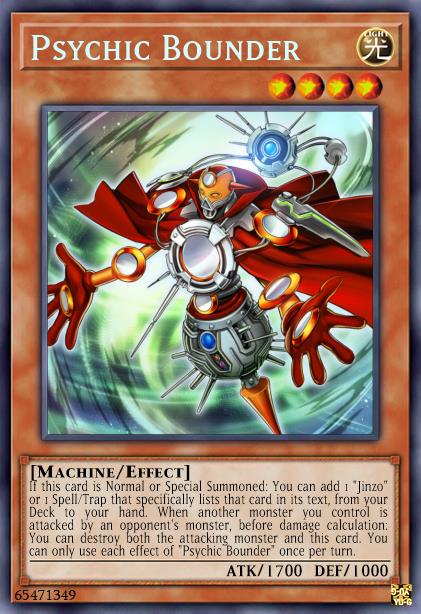 PSYCHIC BOUNDER
LIGHT
光
[MACHINE/EFFECT]
If this card is Normal or Special Summoned: You can add 1 "Jinzo"
or 1 Spell/Trap that specifically lists that card in its text, from your
Deck to your hand. When another monster you control is
attacked by an opponent's monster, before damage calculation:
You can destroy both the attacking monster and this card. You
can only use each effect of "Psychic Bounder" once per turn.
ATK/1700 DEF/1000
65471349